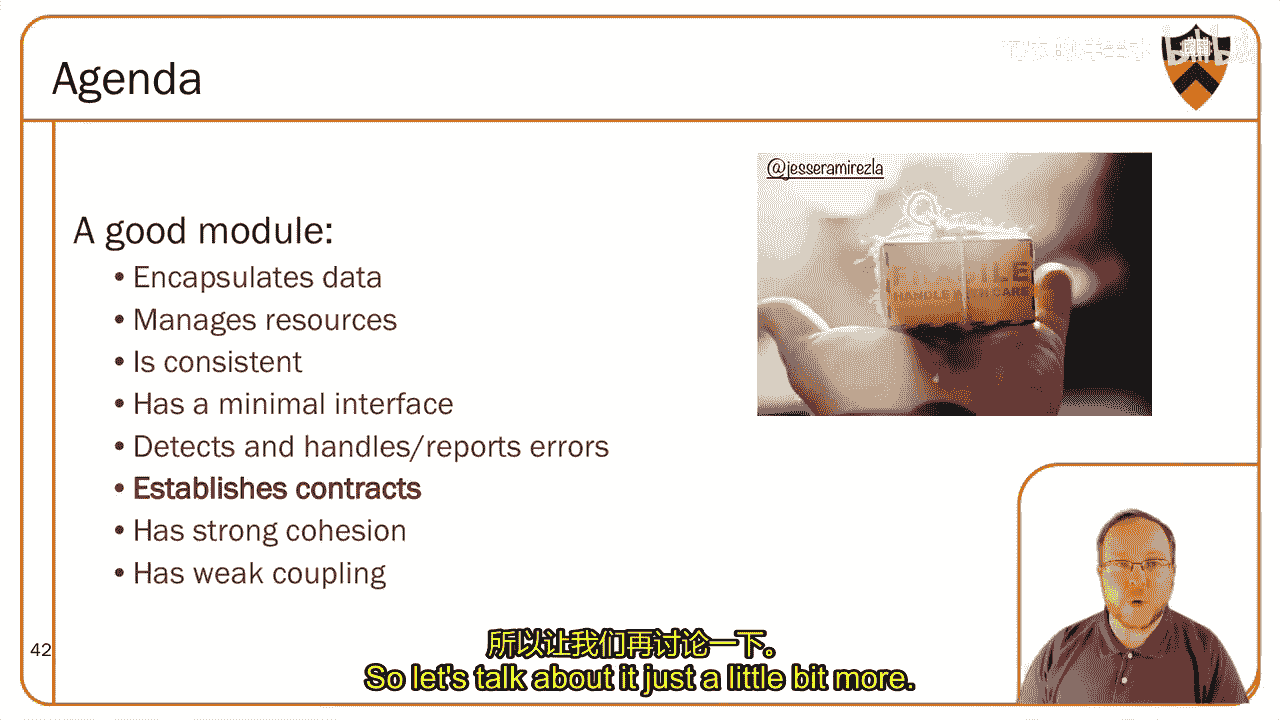 Agenda
@jesseramirezla
A good module:
• Encapsulates data
• Manages resources
• Is consistent
• Has a minimal interface
• Detects and handles/reports errors
• Establishes contracts
• Has strong cohesion
• Has weak coupling
42
所以让我们再讨论一下。
So let's talk about it just a little bit more.